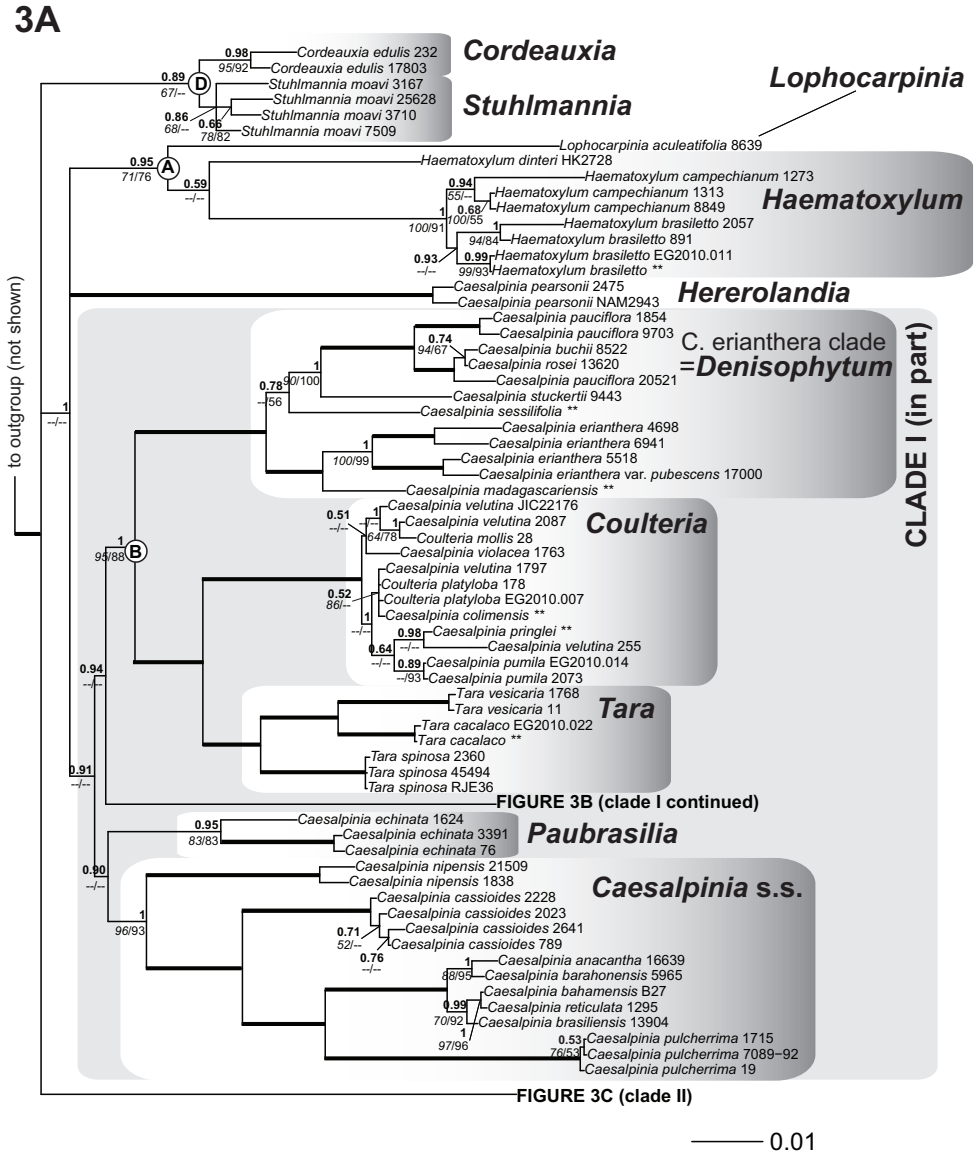 3A
Cordeauxia
Stuhlmannia
Lophocarpinia
Haematoxylum
Hererolandia
C. erianthera clade
=Denisophytum
Coulteria
Tara
Paubrasilia
Caesalpinia s.s.
CLADE I (in part)
to outgroup (not shown)
0.98
95/92
Cordeauxia edulis 232
Cordeauxia edulis 17803
0.89
67/--
D
Stuhlmannia moavi 3167
Stuhlmannia moavi 25628
Stuhlmannia moavi 3710
Stuhlmannia moavi 7509
0.86
68/--
0.66
78/82
Lophocarpinia aculeatifolia 8639
0.95
71/76
A
0.59
--/--
Haematoxylum dinteri HK2728
Haematoxylum campechianum 1273
0.94
55/--
Haematoxylum campechianum 1313
Haematoxylum campechianum 8849
0.68
100/55
1
100/91
Haematoxylum brasiletto 2057
1
94/84
Haematoxylum brasiletto 891
Haematoxylum brasiletto EG2010.011
0.93
--/--
0.99
99/93
Haematoxylum brasiletto **
Caesalpinia pearsonii 2475
Caesalpinia pearsonii NAM2943
Caesalpinia pauciflora 1854
Caesalpinia pauciflora 9703
0.74
94/67
Caesalpinia buchii 8522
Caesalpinia rosei 13620
Caesalpinia pauciflora 20521
1
90/100
Caesalpinia stuckertii 9443
0.78
--/56
Caesalpinia sessilifolia **
1
--/--
Caesalpinia erianthera 4698
Caesalpinia erianthera 6941
1
100/99
Caesalpinia erianthera 5518
Caesalpinia erianthera var. pubescens 17000
Caesalpinia madagascariensis **
Caesalpinia velutina JIC22176
0.51
--/--
1
--/--
Caesalpinia velutina 2087
1
64/78
Coulteria mollis 28
Caesalpinia violacea 1763
1
95/88
B
Caesalpinia velutina 1797
Coulteria platyloba 178
Coulteria platyloba EG2010.007
0.52
86/--
Caesalpinia colimensis **
1
--/--
Caesalpinia pringlei **
0.98
--/--
Caesalpinia velutina 255
0.64
--/--
0.89
--/93
Caesalpinia pumila EG2010.014
Caesalpinia pumila 2073
0.94
--/--
Tara vesicaria 1768
Tara vesicaria 11
Tara cacalaco EG2010.022
Tara cacalaco **
Tara spinosa 2360
Tara spinosa 45494
Tara spinosa RJE36
0.91
--/--
FIGURE 3B (clade I continued)
0.95
83/83
Caesalpinia echinata 1624
Caesalpinia echinata 3391
Caesalpinia echinata 76
0.90
--/--
Caesalpinia nipensis 21509
Caesalpinia nipensis 1838
1
96/93
Caesalpinia cassioides 2228
Caesalpinia cassioides 2023
Caesalpinia cassioides 2641
Caesalpinia cassioides 789
0.71
52/--
0.76
--/--
Caesalpinia anacantha 16639
1
88/95
Caesalpinia barahonensis 5965
Caesalpinia bahamensis B27
Caesalpinia reticulata 1295
0.99
70/92
Caesalpinia brasiliensis 13904
1
97/96
0.53
76/53
Caesalpinia pulcherrima 1715
Caesalpinia pulcherrima 7089−92
Caesalpinia pulcherrima 19
FIGURE 3C (clade II)
0.01